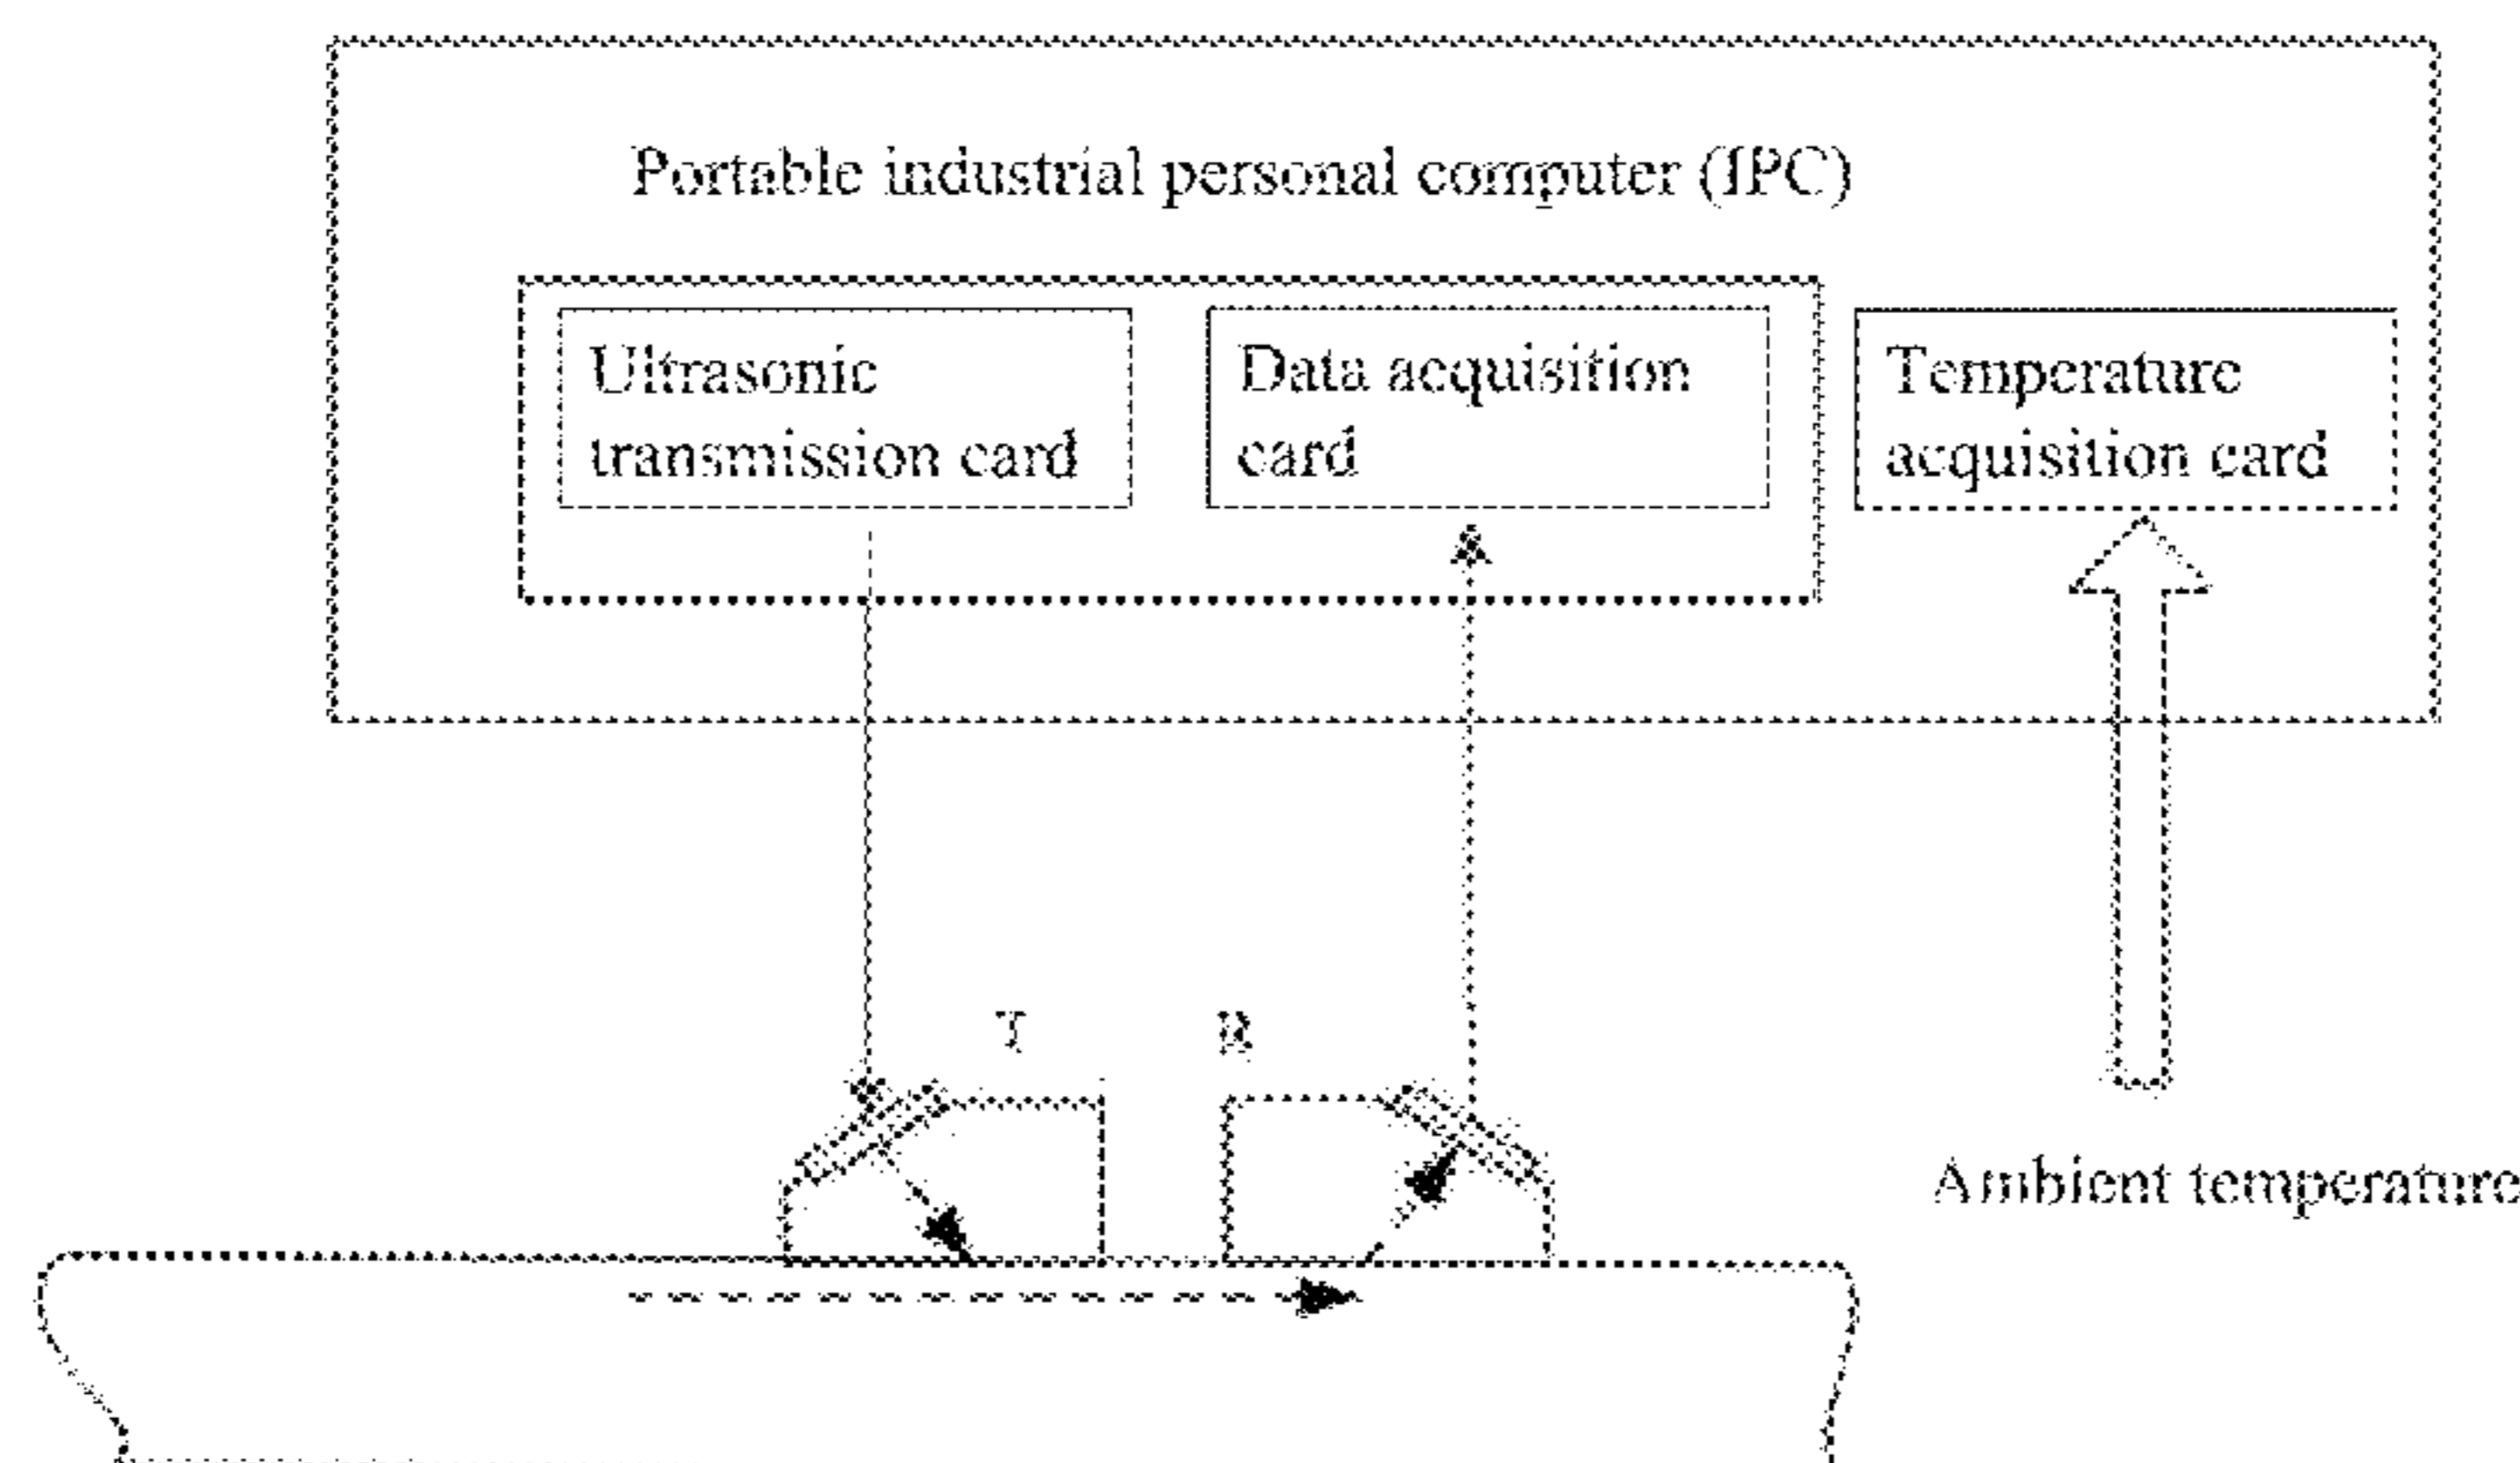 Portable industrial personal computer (IPC)
Ultrasonic
transmission card
Data acquisition
card
Temperature
acquisition card
T
R
Ambient temperature